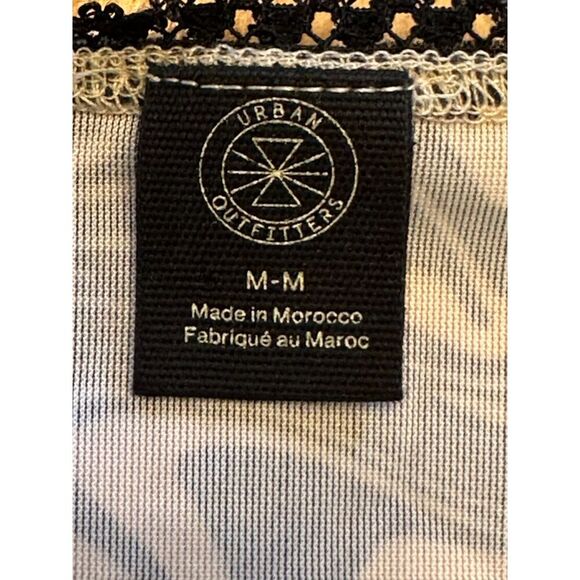 URBAN
OUTFITTERS
M-M
Made in Morocco
Fabriqué au Maroc